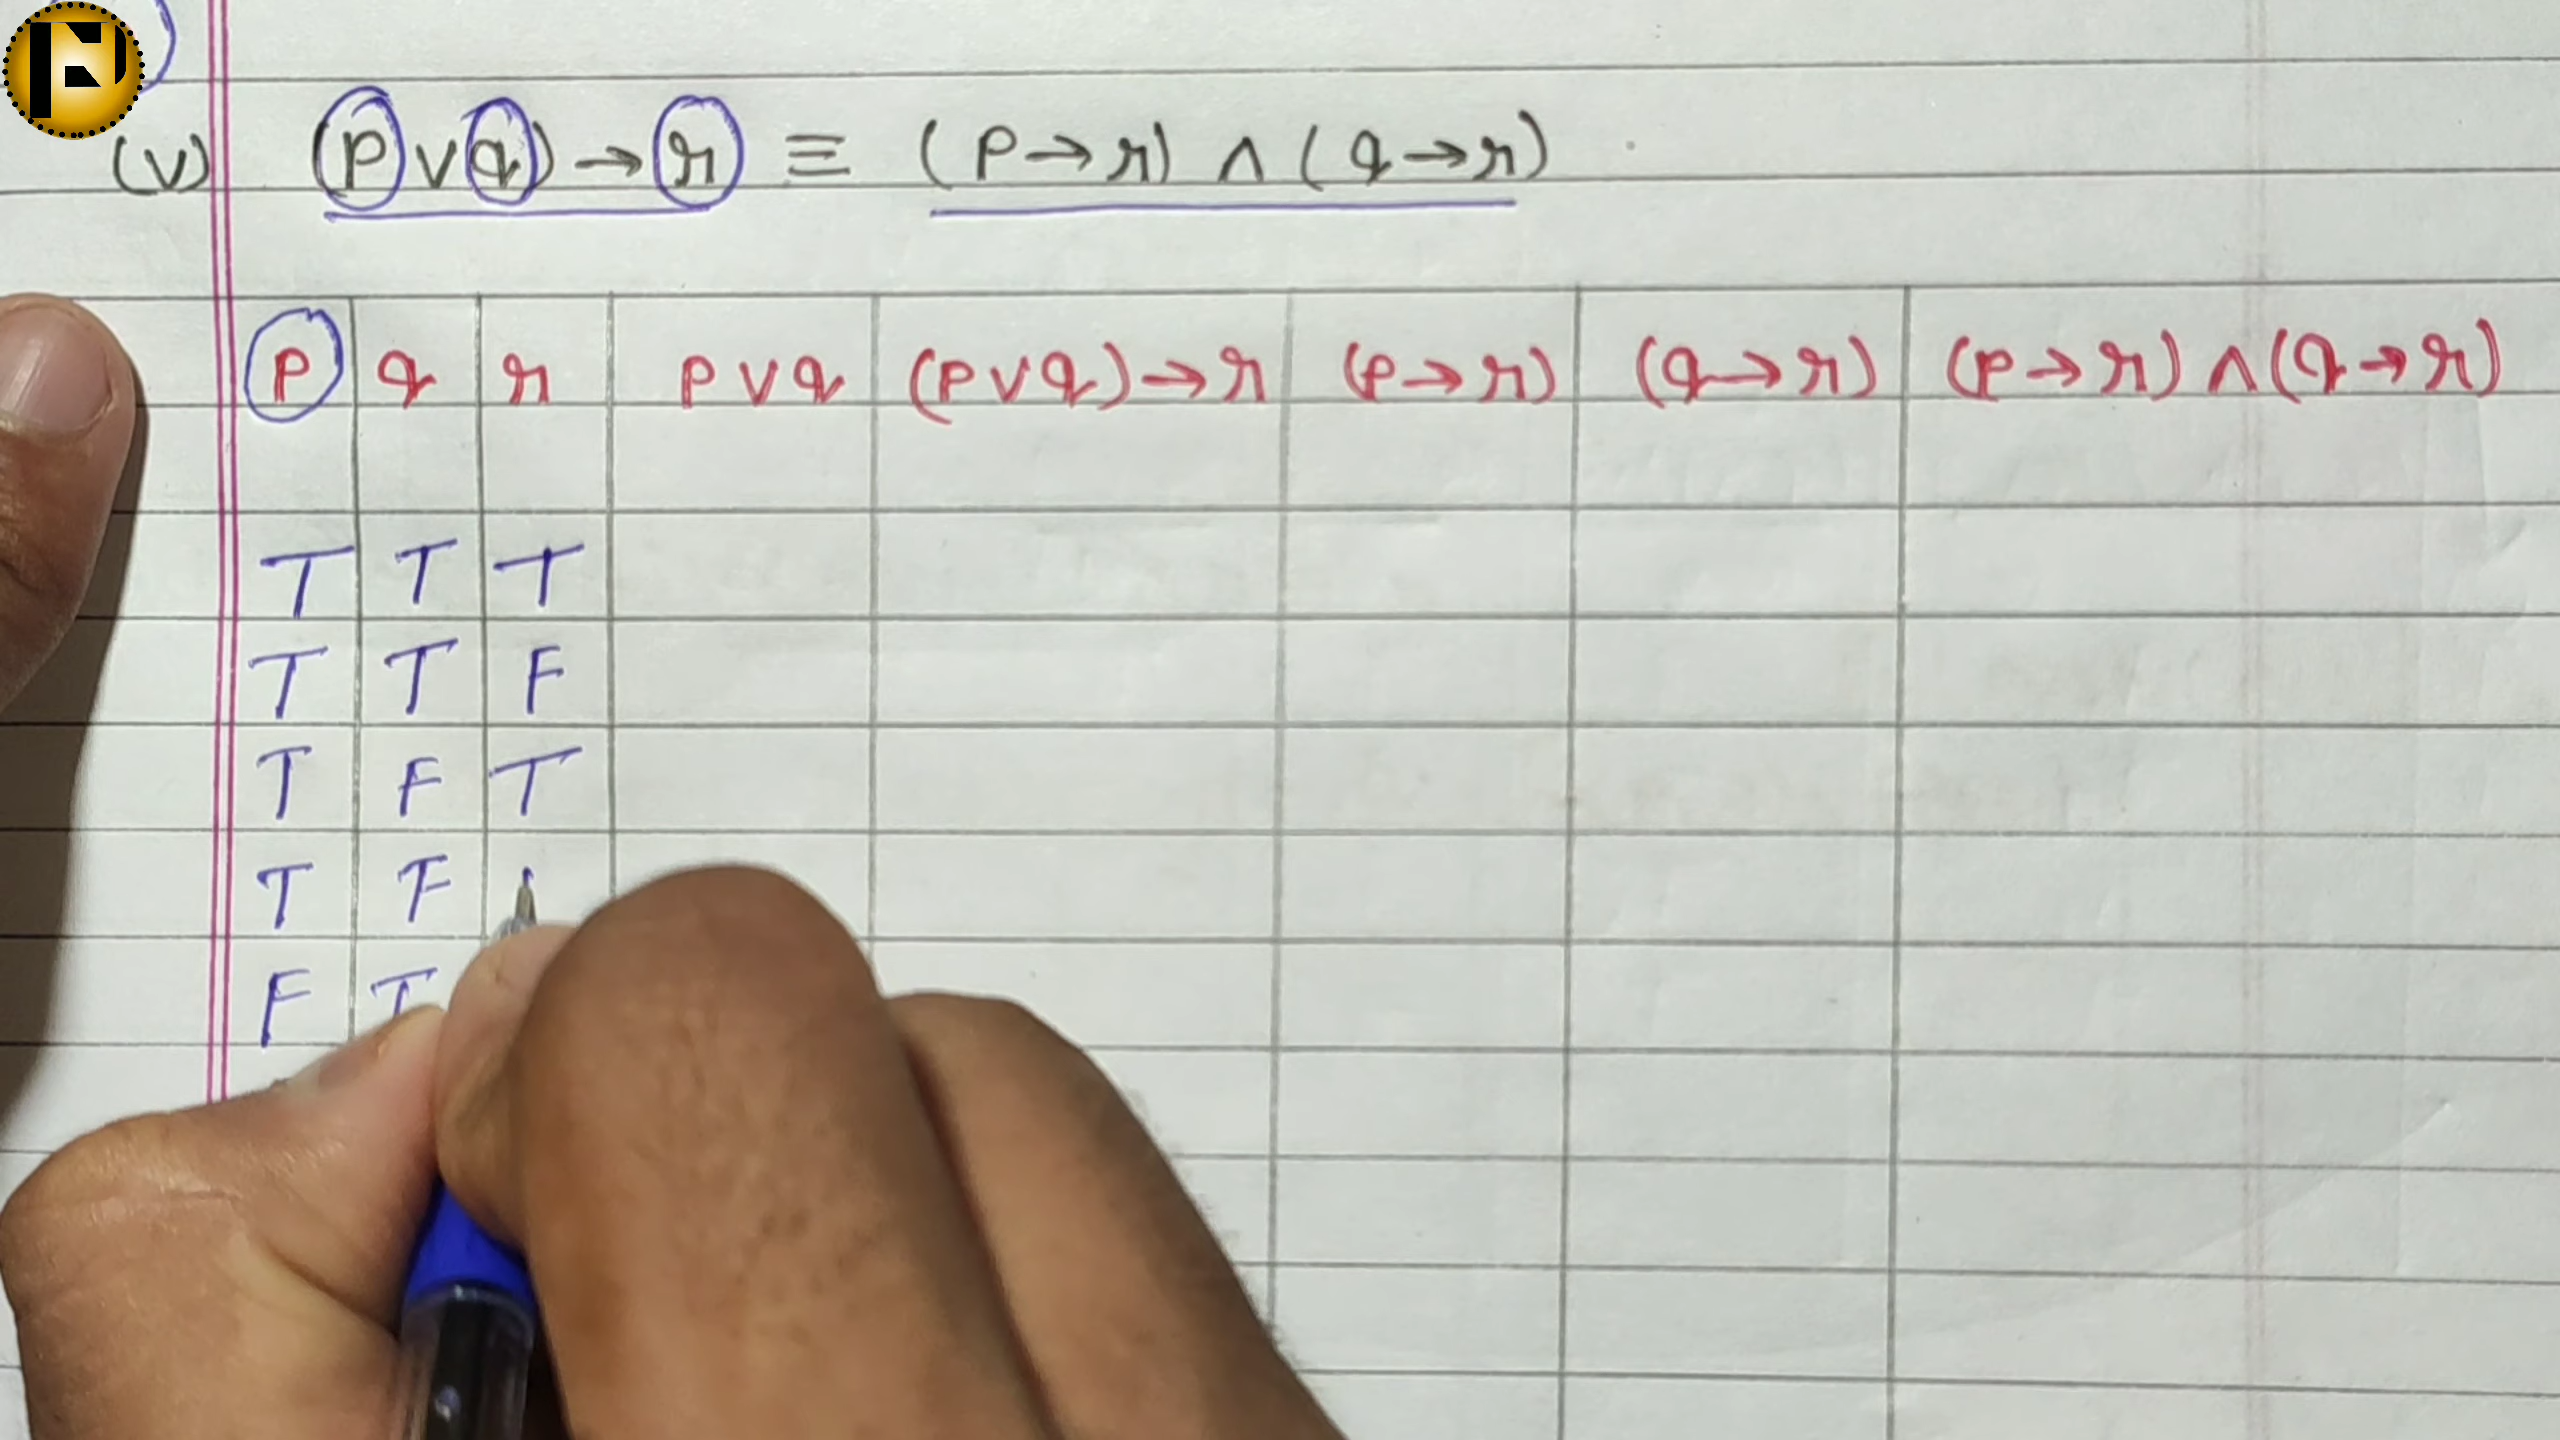 (v) (p∨q) → r ≡ (p→r) ∧ (q→r)
p q r p∨q (p∨q)→r (p→r) (q→r) (p→r) ∧ (q→r)
T T T
T T F
T F T
T F
F T